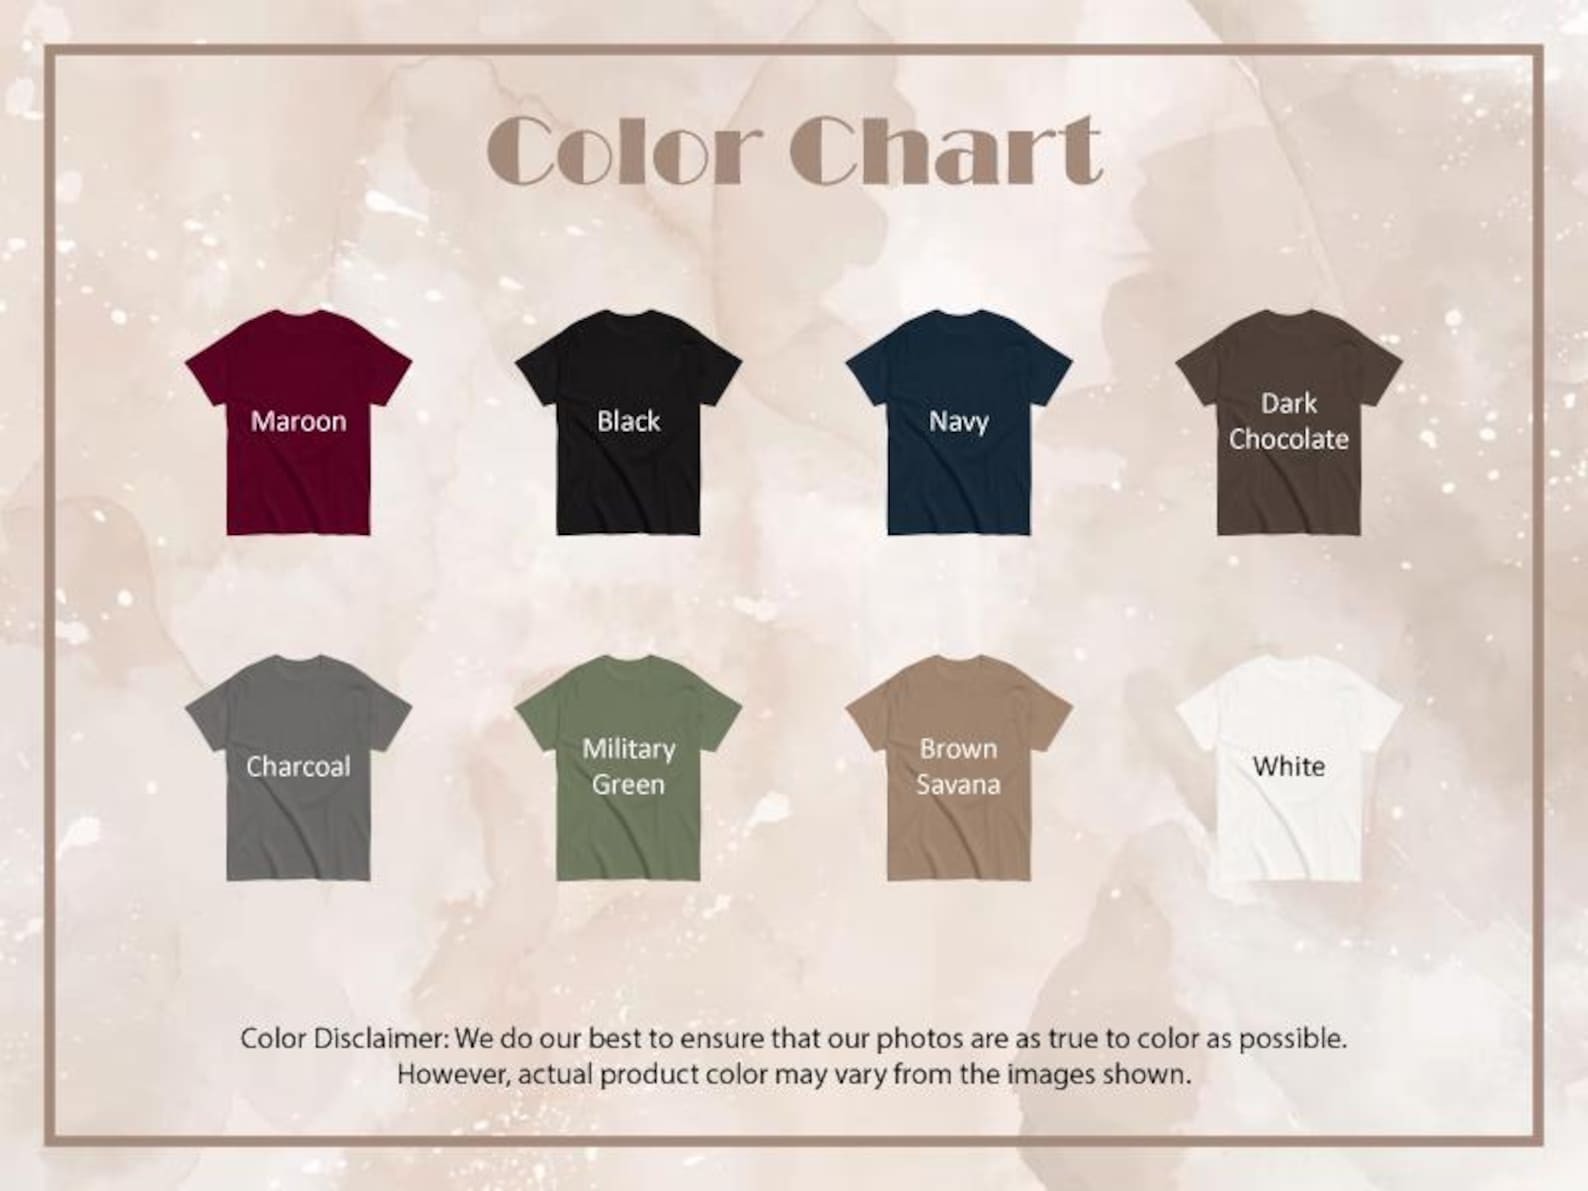 Color Chart
Maroon
Black
Navy
Dark
Chocolate
Charcoal
Military
Green
Brown
Savana
White
Color Disclaimer: We do our best to ensure that our photos are as true to color as possible.
However, actual product color may vary from the images shown.